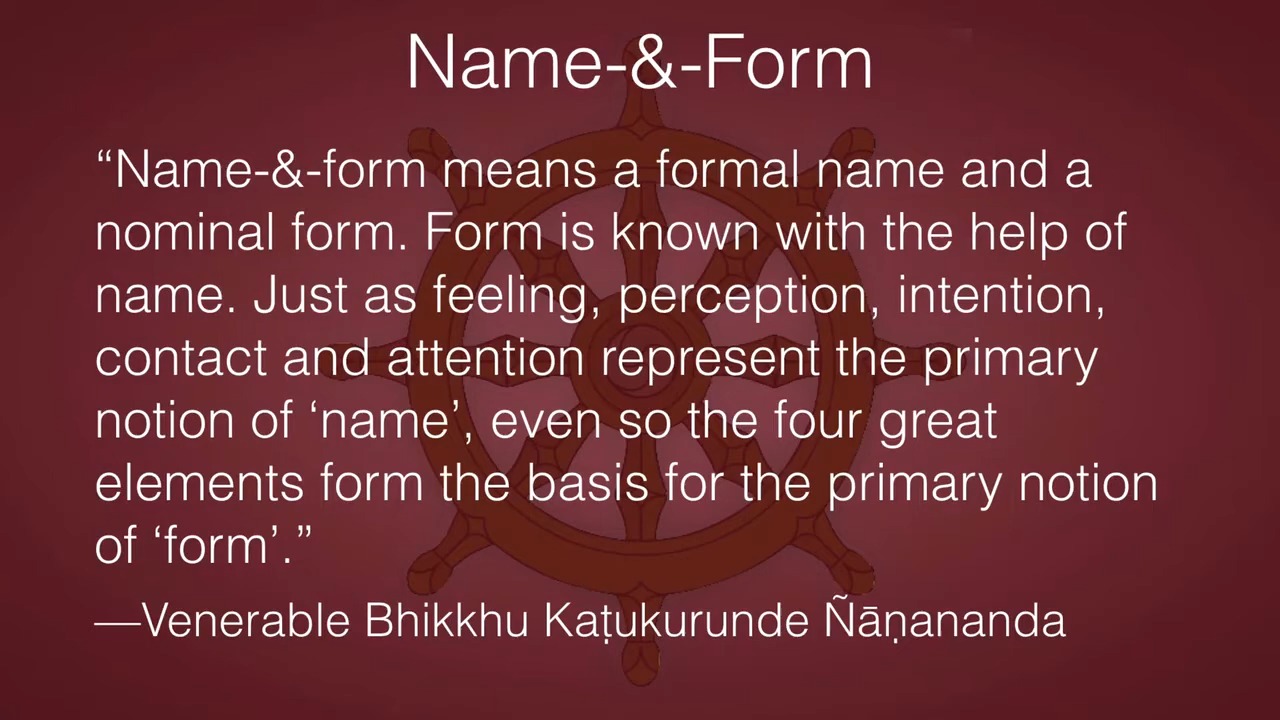 Name-&-Form
“Name-&-form means a formal name and a
nominal form. Form is known with the help of
name. Just as feeling, perception, intention,
contact and attention represent the primary
notion of ‘name’, even so the four great
elements form the basis for the primary notion
of ‘form’.”
—Venerable Bhikkhu Kaṭukurunde Ñāṇananda